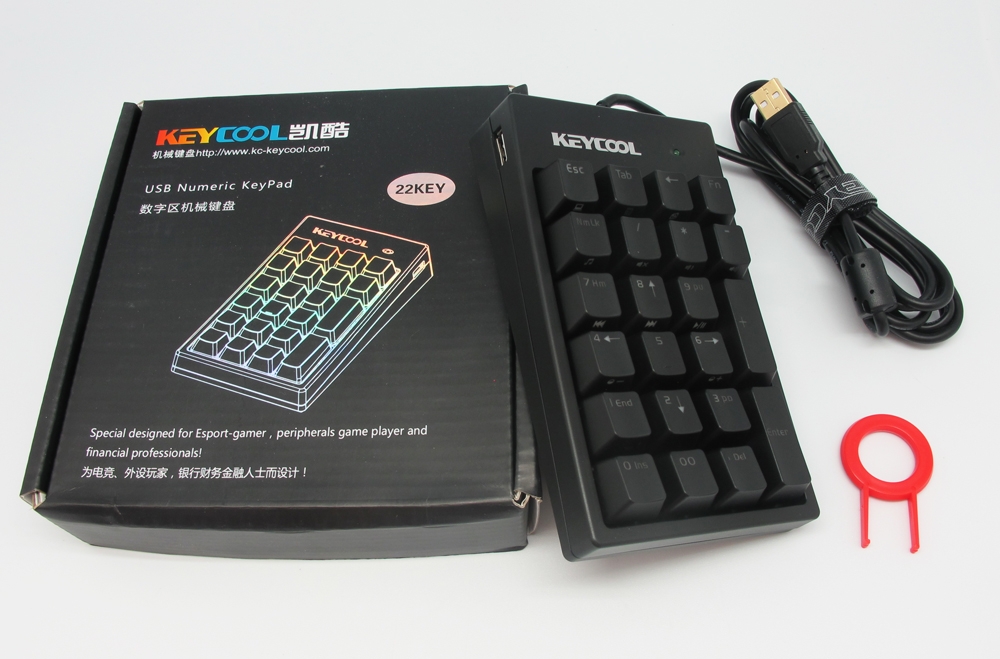 KEYCOOL凯酷
机械键盘http://www.kc-keycool.com
USB Numeric KeyPad
22KEY
数字区机械键盘
KEYCOOL
Special designed for Esport-gamer , peripherals game player and
financial professionals!
为电竞、外设玩家，银行财务金融人士而设计！
KEYCOOL
Esc Tab ← Fn
/ * -
7 Hm 8 ↑ 9
+
4 ← 5 6 →
1 End 2 ↓ 3
Enter
0 Ins 00 . Del